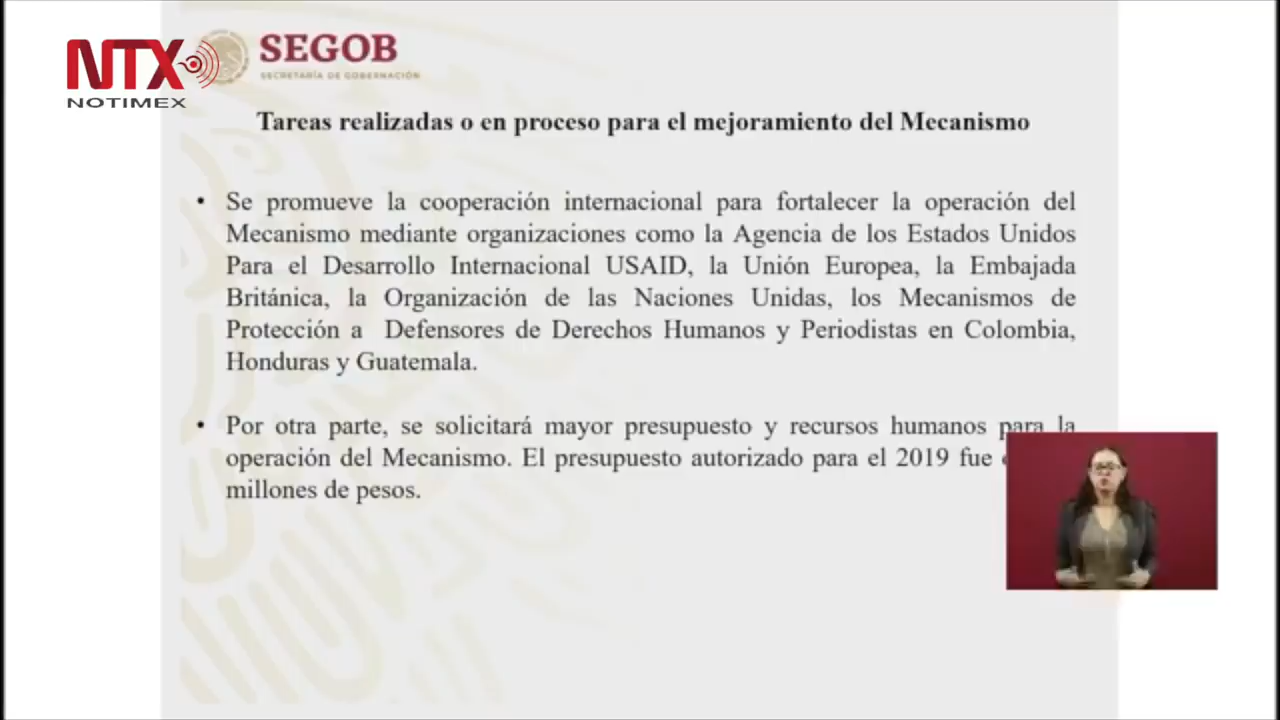 NTX
NOTIMEX
SEGOB
SECRETARÍA DE GOBERNACIÓN
Tareas realizadas o en proceso para el mejoramiento del Mecanismo
• Se promueve la cooperación internacional para fortalecer la operación del
Mecanismo mediante organizaciones como la Agencia de los Estados Unidos
Para el Desarrollo Internacional USAID, la Unión Europea, la Embajada
Británica, la Organización de las Naciones Unidas, los Mecanismos de
Protección a Defensores de Derechos Humanos y Periodistas en Colombia,
Honduras y Guatemala.
• Por otra parte, se solicitará mayor presupuesto y recursos humanos para la
operación del Mecanismo. El presupuesto autorizado para el 2019 fue
millones de pesos.